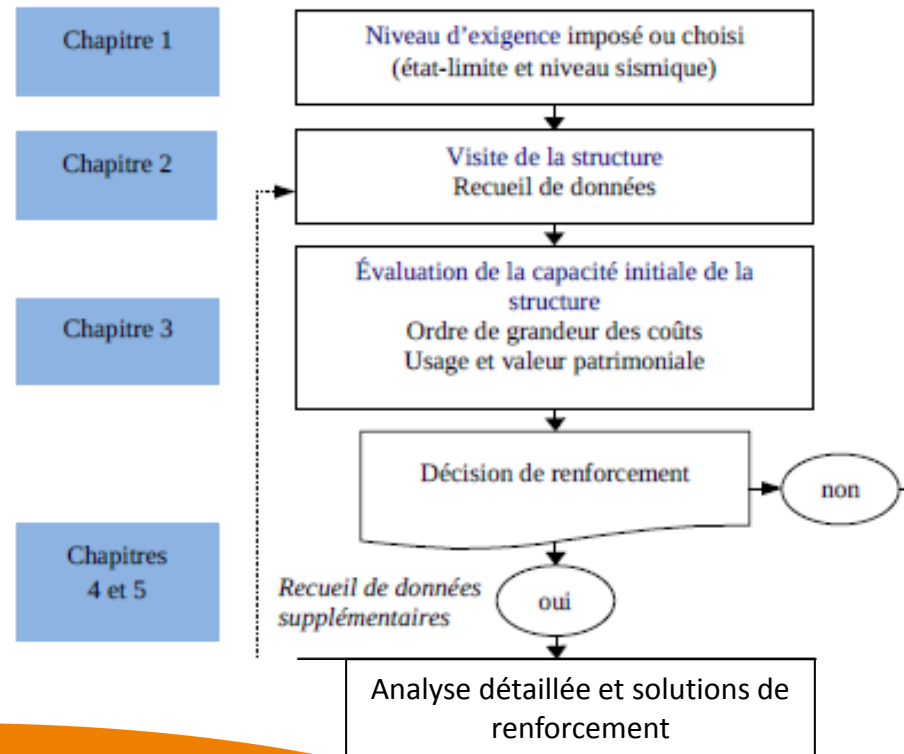 Chapitre 1
Niveau d'exigence imposé ou choisi
(état-limite et niveau sismique)
Chapitre 2
Visite de la structure
Recueil de données
Chapitre 3
Évaluation de la capacité initiale de la
structure
Ordre de grandeur des coûts
Usage et valeur patrimoniale
Décision de renforcement
non
Chapitres
4 et 5
Recueil de données
supplémentaires
oui
Analyse détaillée et solutions de
renforcement